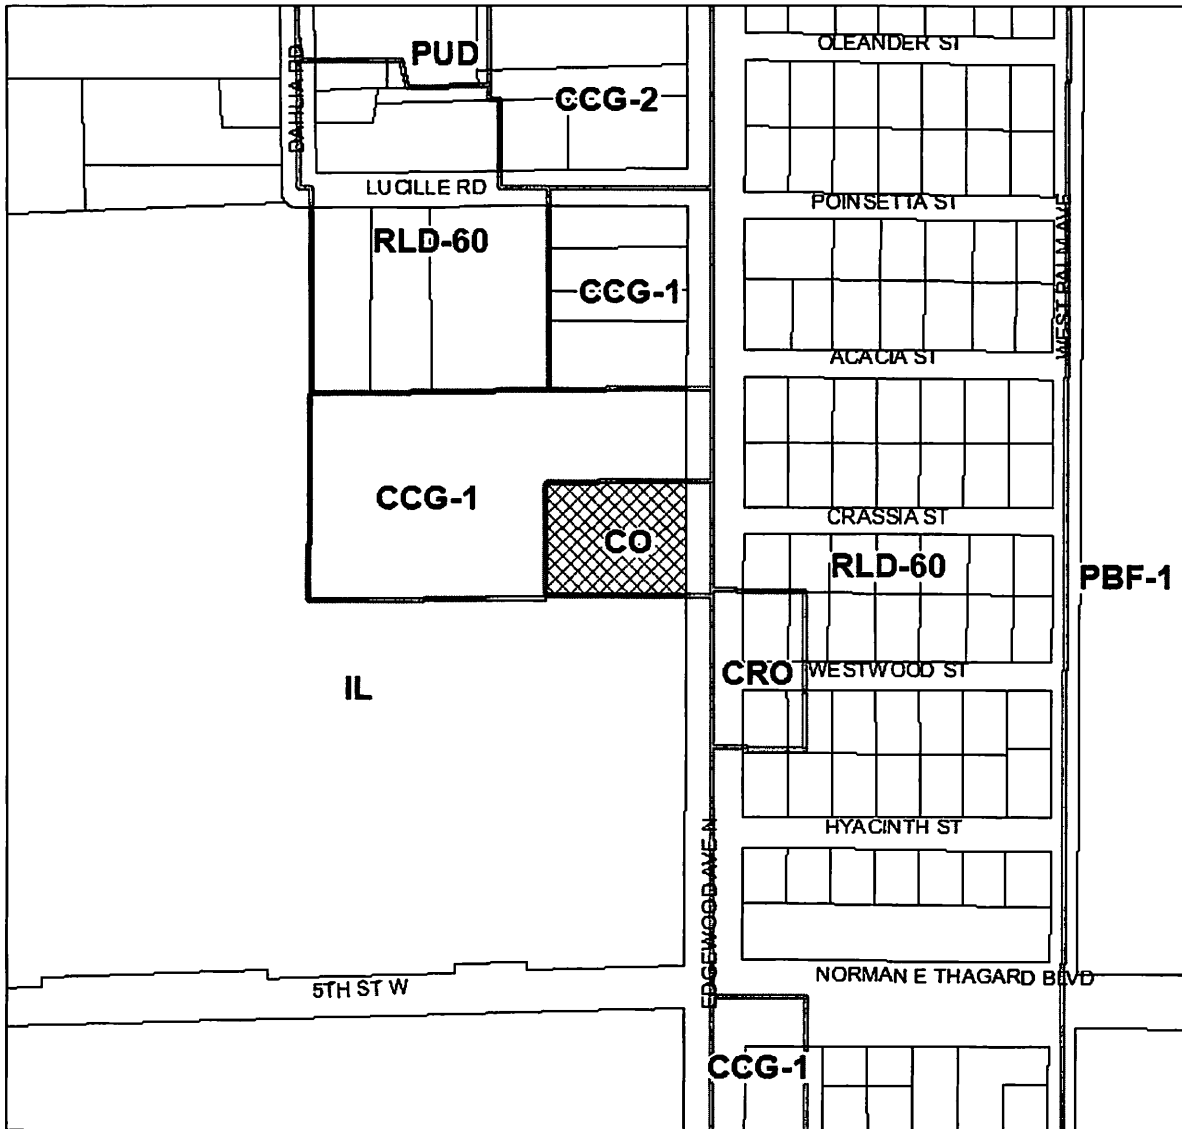 OLEANDER ST
PUD
DAHLIA RD
CCG-2
LUCILLE RD
POINSETTA ST
RLD-60
WEST PALM AVE
CCG-1
ACACIA ST
CCG-1
CRASSIA ST
CO
RLD-60
PBF-1
CRO
WESTWOOD ST
IL
HYACINTH ST
EDGEWOOD AVE N
NORMAN E THAGARD BLVD
5TH ST W
CCG-1